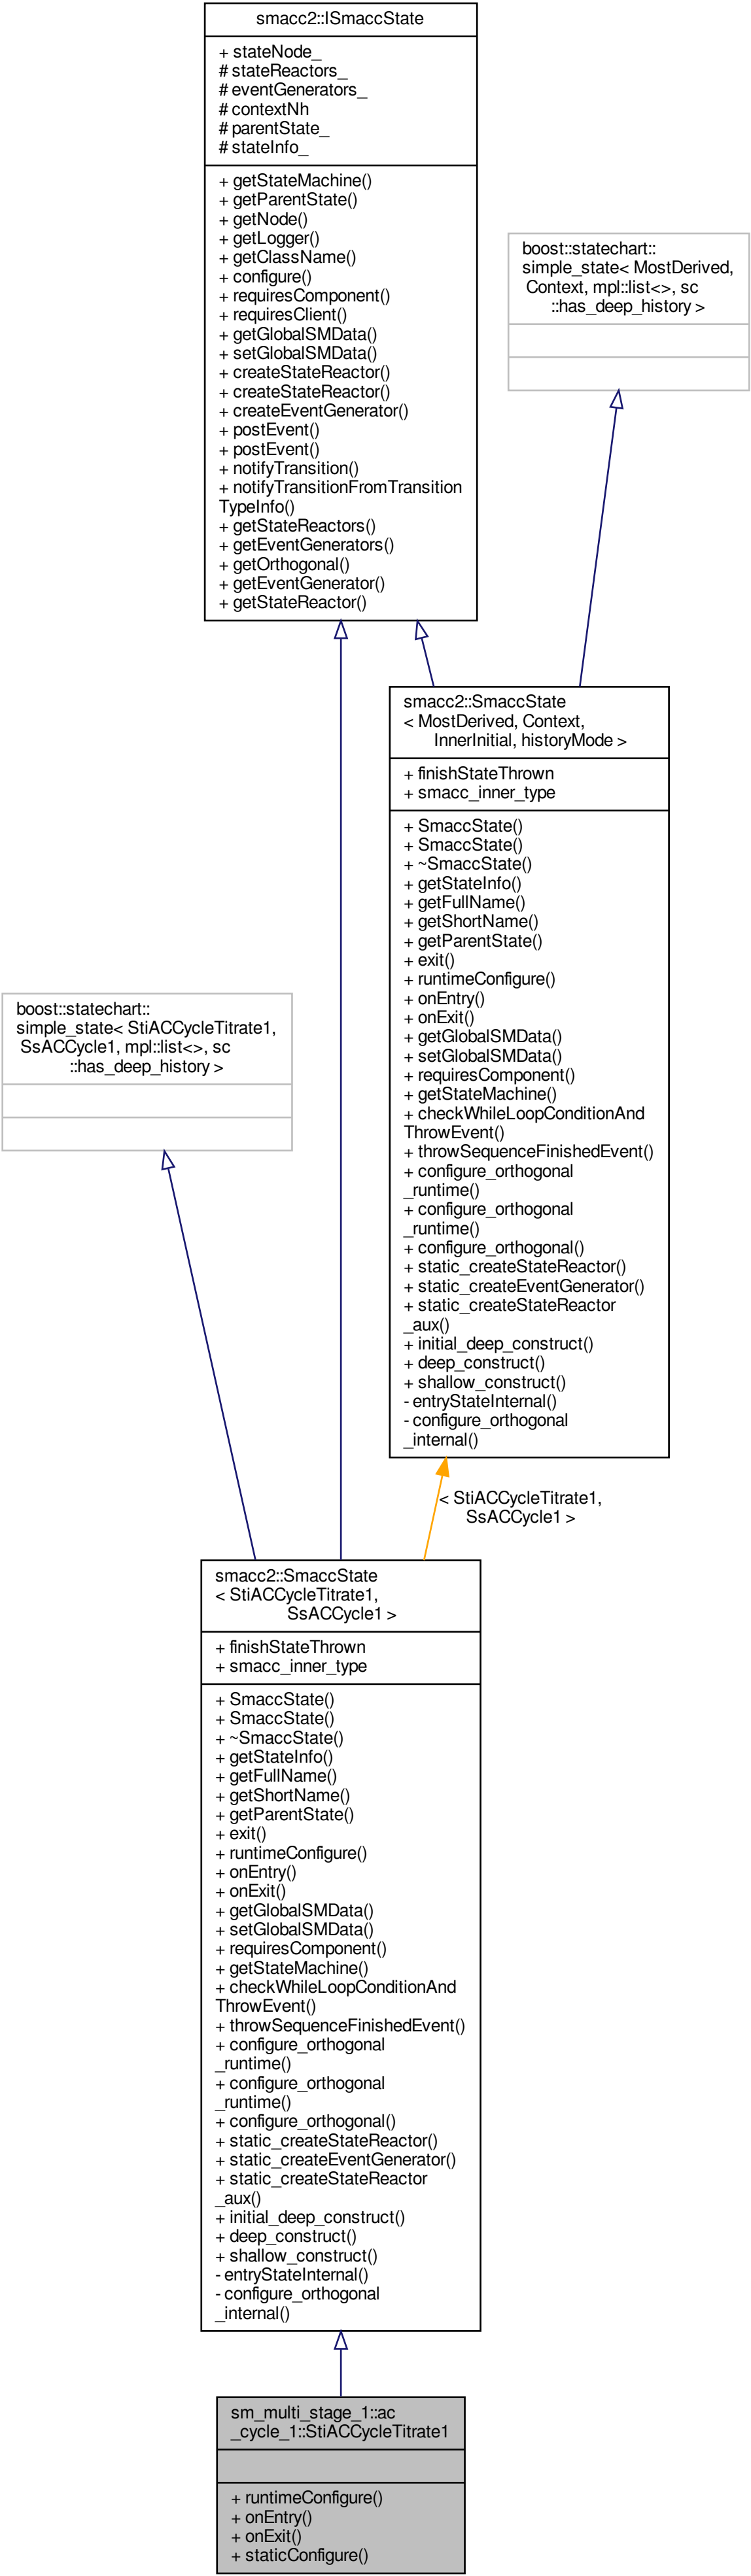 smacc2::ISmaccState
+ stateNode_
# stateReactors_
# eventGenerators_
# contextNh
# parentState_
# stateInfo_
+ getStateMachine()
+ getParentState()
+ getNode()
+ getLogger()
+ getClassName()
+ configure()
+ requiresComponent()
+ requiresClient()
+ getGlobalSMData()
+ setGlobalSMData()
+ createStateReactor()
+ createStateReactor()
+ createEventGenerator()
+ postEvent()
+ postEvent()
+ notifyTransition()
+ notifyTransitionFromTransition
TypeInfo()
+ getStateReactors()
+ getEventGenerators()
+ getOrthogonal()
+ getEventGenerator()
+ getStateReactor()
boost::statechart::
simple_state< MostDerived,
Context, mpl::list<>, sc
::has_deep_history >
smacc2::SmaccState
< MostDerived, Context,
InnerInitial, historyMode >
+ finishStateThrown
+ smacc_inner_type
+ SmaccState()
+ SmaccState()
+ ~SmaccState()
+ getStateInfo()
+ getFullName()
+ getShortName()
+ getParentState()
+ exit()
+ runtimeConfigure()
+ onEntry()
+ onExit()
+ getGlobalSMData()
+ setGlobalSMData()
+ requiresComponent()
+ getStateMachine()
+ checkWhileLoopConditionAnd
ThrowEvent()
+ throwSequenceFinishedEvent()
+ configure_orthogonal
_runtime()
+ configure_orthogonal
_runtime()
+ configure_orthogonal()
+ static_createStateReactor()
+ static_createEventGenerator()
+ static_createStateReactor
_aux()
+ initial_deep_construct()
+ deep_construct()
+ shallow_construct()
- entryStateInternal()
- configure_orthogonal
_internal()
boost::statechart::
simple_state< StiACCycleTitrate1,
SsACCycle1, mpl::list<>, sc
::has_deep_history >
< StiACCycleTitrate1,
SsACCycle1 >
smacc2::SmaccState
< StiACCycleTitrate1,
SsACCycle1 >
+ finishStateThrown
+ smacc_inner_type
+ SmaccState()
+ SmaccState()
+ ~SmaccState()
+ getStateInfo()
+ getFullName()
+ getShortName()
+ getParentState()
+ exit()
+ runtimeConfigure()
+ onEntry()
+ onExit()
+ getGlobalSMData()
+ setGlobalSMData()
+ requiresComponent()
+ getStateMachine()
+ checkWhileLoopConditionAnd
ThrowEvent()
+ throwSequenceFinishedEvent()
+ configure_orthogonal
_runtime()
+ configure_orthogonal
_runtime()
+ configure_orthogonal()
+ static_createStateReactor()
+ static_createEventGenerator()
+ static_createStateReactor
_aux()
+ initial_deep_construct()
+ deep_construct()
+ shallow_construct()
- entryStateInternal()
- configure_orthogonal
_internal()
sm_multi_stage_1::ac
_cycle_1::StiACCycleTitrate1
+ runtimeConfigure()
+ onEntry()
+ onExit()
+ staticConfigure()